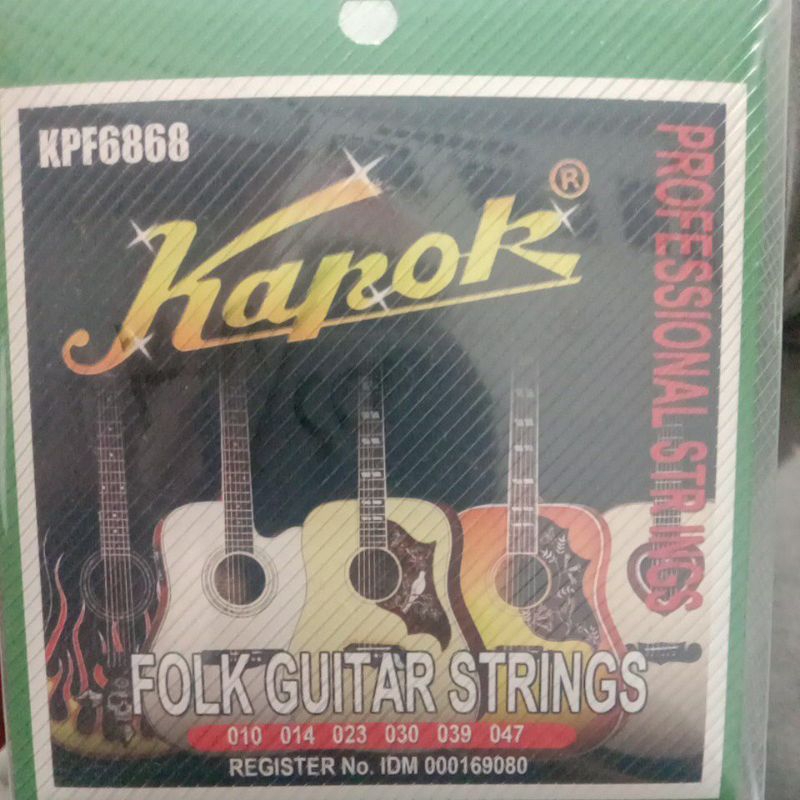 KPF6868
Kapok®
PROFESSIONAL STRINGS
FOLK GUITAR STRINGS
010 014 023 030 039 047
REGISTER No. IDM 000169080